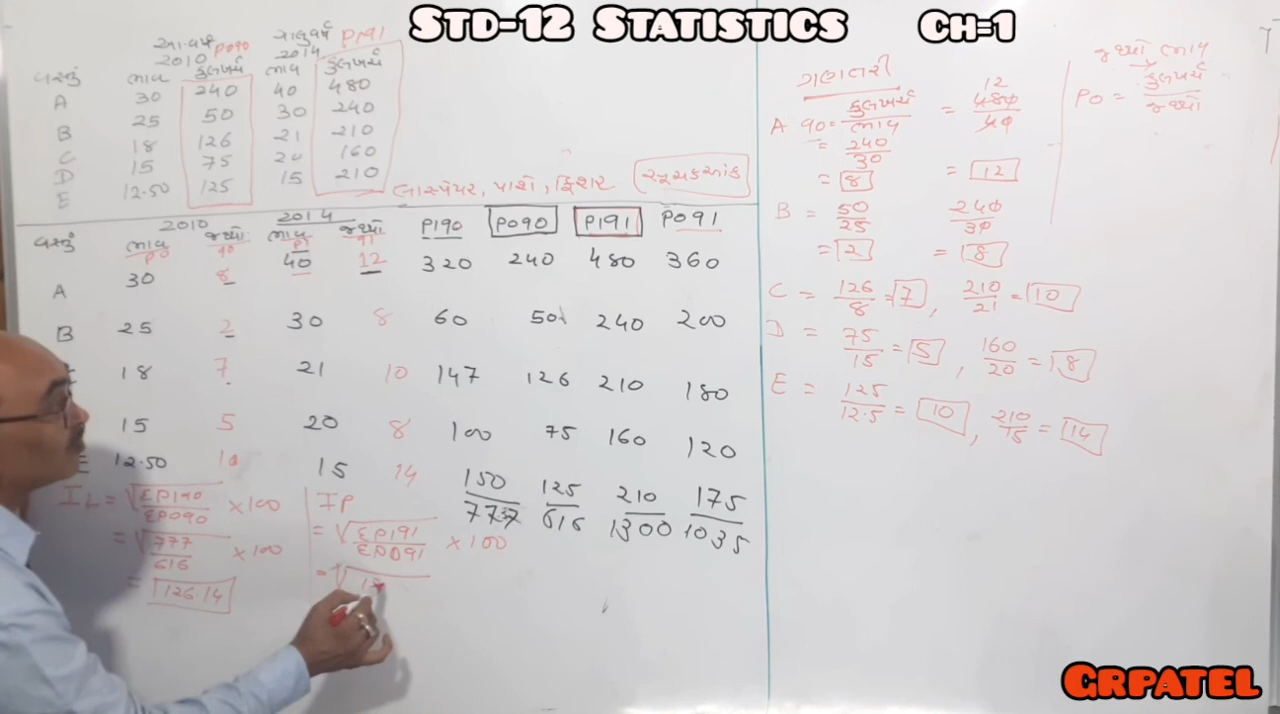 STD-12 STATISTICS CH=1
આ.વર્ષ P0q0 ચાલુવર્ષ P1q1
2010 2014
વસ્તુ ભાવ કુલખર્ચ ભાવ કુલખર્ચ
A 30 240 40 480
B 25 50 30 240
C 18 126 21 210
D 15 75 20 160
E 12.50 125 15 210
લાસ્પેયર, પાશે, ફિશર સૂચકઆંક
2010 2014
વસ્તુ ભાવ જથ્થો ભાવ જથ્થો P1q0 P0q0 P1q1 P0q1
P0 q0 P1 q1
A 30 8 40 12 320 240 480 360
B 25 2 30 8 60 50 240 200
18 7 21 10 147 126 210 180
15 5 20 8 100 75 160 120
E 12.50 10 15 14 150 125 210 175
616 1300 1035
IL = √ΣP1q0/ΣP0q0 × 100
= √777/616 × 100
= 126.14
IP
= √ΣP1q1/ΣP0q1 × 100
= √
ગણતરી
A q0 = કુલખર્ચ/ભાવ = 480/40 12
= 240/30
= 8 = 12
B = 50/25 240/30
= 2 = 8
C = 126/8 = 7, 210/21 = 10
D = 75/15 = 5, 160/20 = 8
E = 125/12.5 = 10, 210/15 = 14
જથ્થો ભાવ
P0 = કુલખર્ચ/જથ્થો
GRPATEL